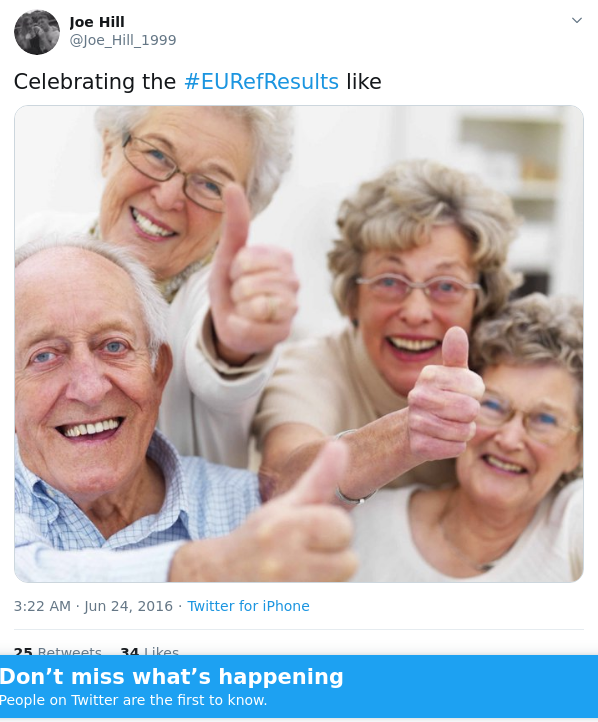 Joe Hill
@Joe_Hill_1999
Celebrating the #EURefResults like
3:22 AM · Jun 24, 2016 · Twitter for iPhone
25 Retweets 34 Likes
Don’t miss what’s happening
People on Twitter are the first to know.